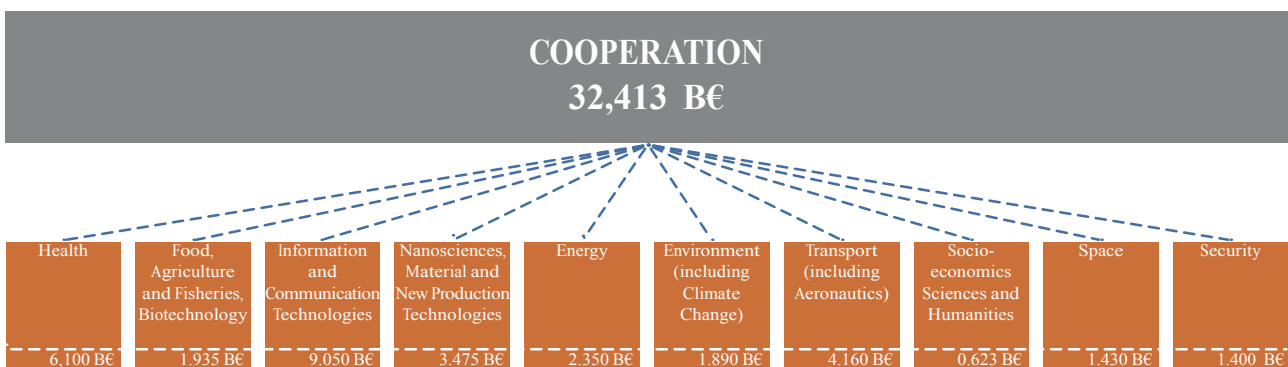 COOPERATION
32,413 B€
Health
6,100 B€
Food,
Agriculture
and Fisheries,
Biotechnology
1.935 B€
Information
and
Communication
Technologies
9.050 B€
Nanosciences,
Material and
New Production
Technologies
3.475 B€
Energy
2.350 B€
Environment
(including
Climate
Change)
1.890 B€
Transport
(including
Aeronautics)
4.160 B€
Socio-
economics
Sciences and
Humanities
0.623 B€
Space
1.430 B€
Security
1.400 B€